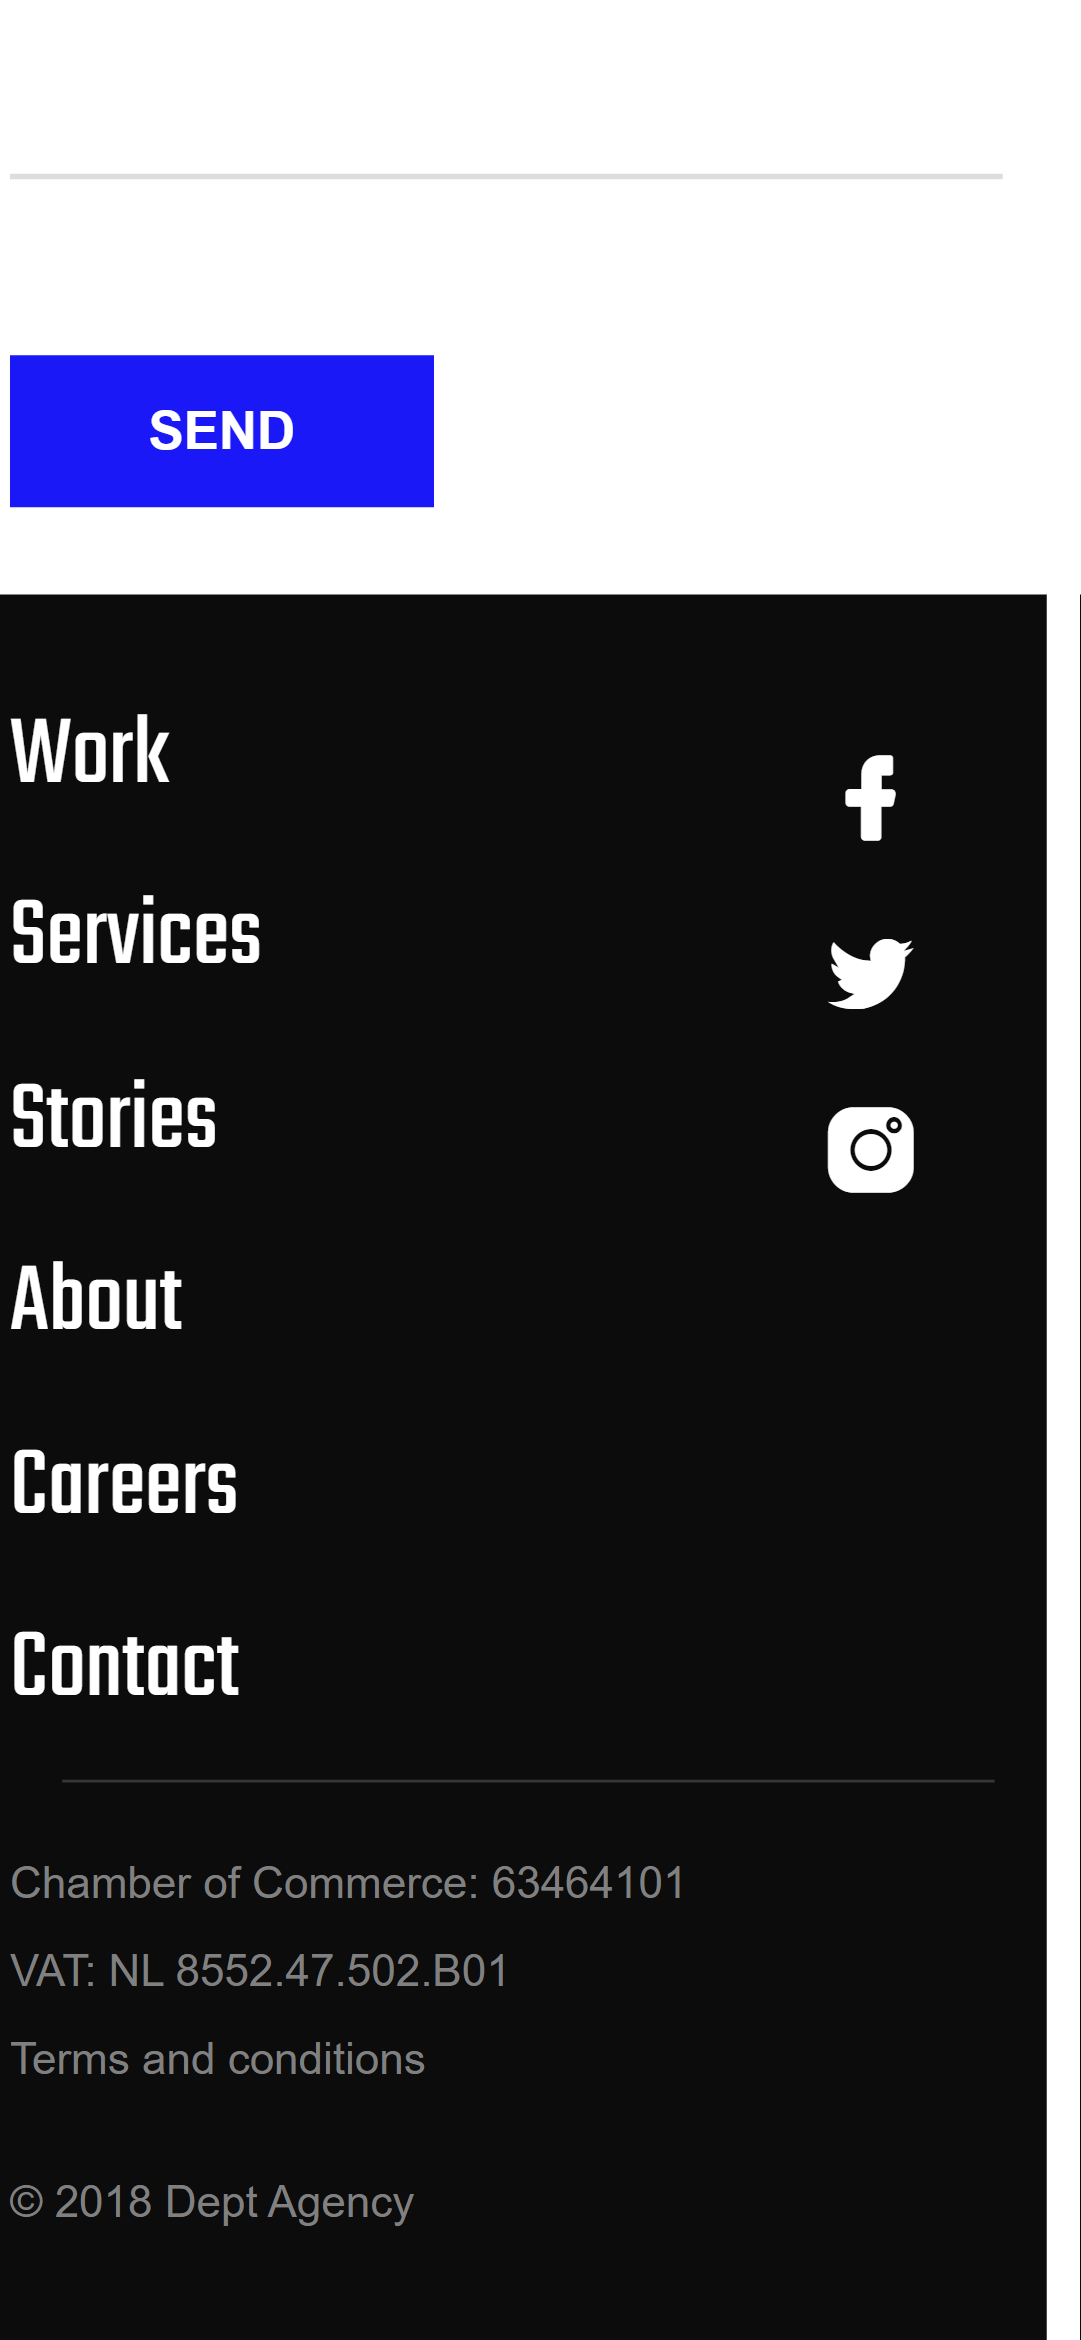 SEND
Work
Services
Stories
About
Careers
Contact
Chamber of Commerce: 63464101
VAT: NL 8552.47.502.B01
Terms and conditions
© 2018 Dept Agency